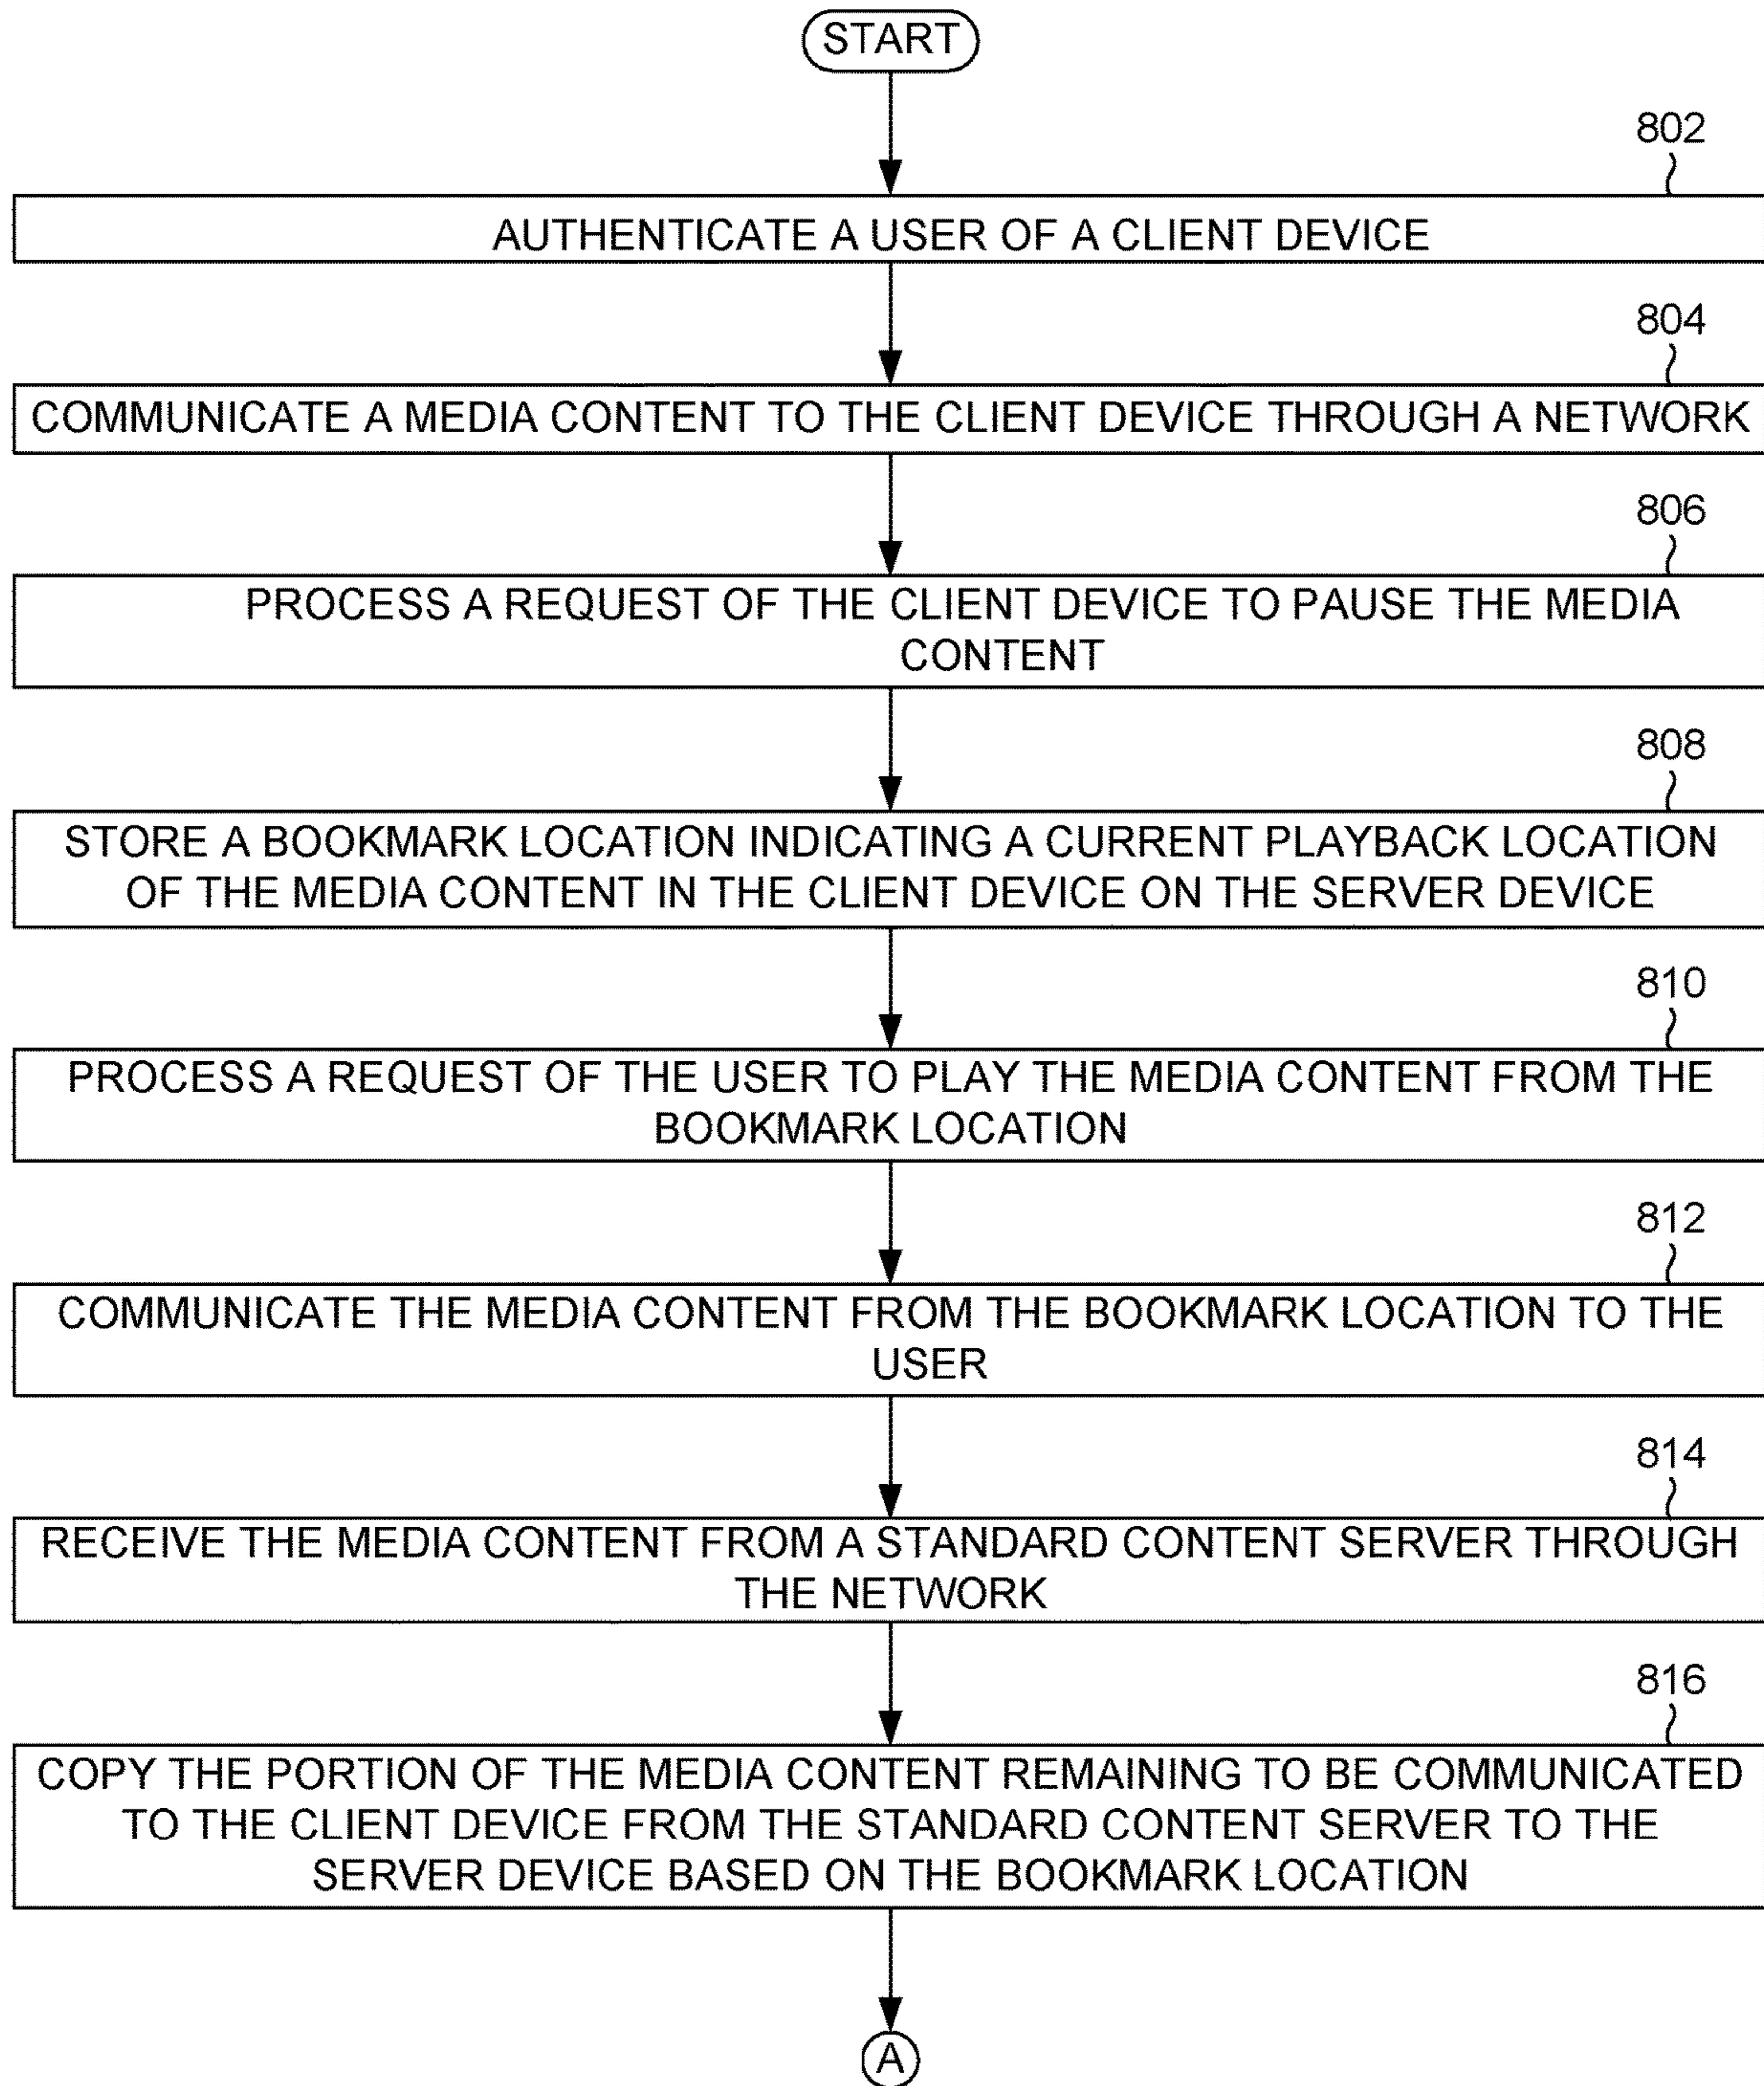 START
802
AUTHENTICATE A USER OF A CLIENT DEVICE
804
COMMUNICATE A MEDIA CONTENT TO THE CLIENT DEVICE THROUGH A NETWORK
806
PROCESS A REQUEST OF THE CLIENT DEVICE TO PAUSE THE MEDIA
CONTENT
808
STORE A BOOKMARK LOCATION INDICATING A CURRENT PLAYBACK LOCATION
OF THE MEDIA CONTENT IN THE CLIENT DEVICE ON THE SERVER DEVICE
810
PROCESS A REQUEST OF THE USER TO PLAY THE MEDIA CONTENT FROM THE
BOOKMARK LOCATION
812
COMMUNICATE THE MEDIA CONTENT FROM THE BOOKMARK LOCATION TO THE
USER
814
RECEIVE THE MEDIA CONTENT FROM A STANDARD CONTENT SERVER THROUGH
THE NETWORK
816
COPY THE PORTION OF THE MEDIA CONTENT REMAINING TO BE COMMUNICATED
TO THE CLIENT DEVICE FROM THE STANDARD CONTENT SERVER TO THE
SERVER DEVICE BASED ON THE BOOKMARK LOCATION
A